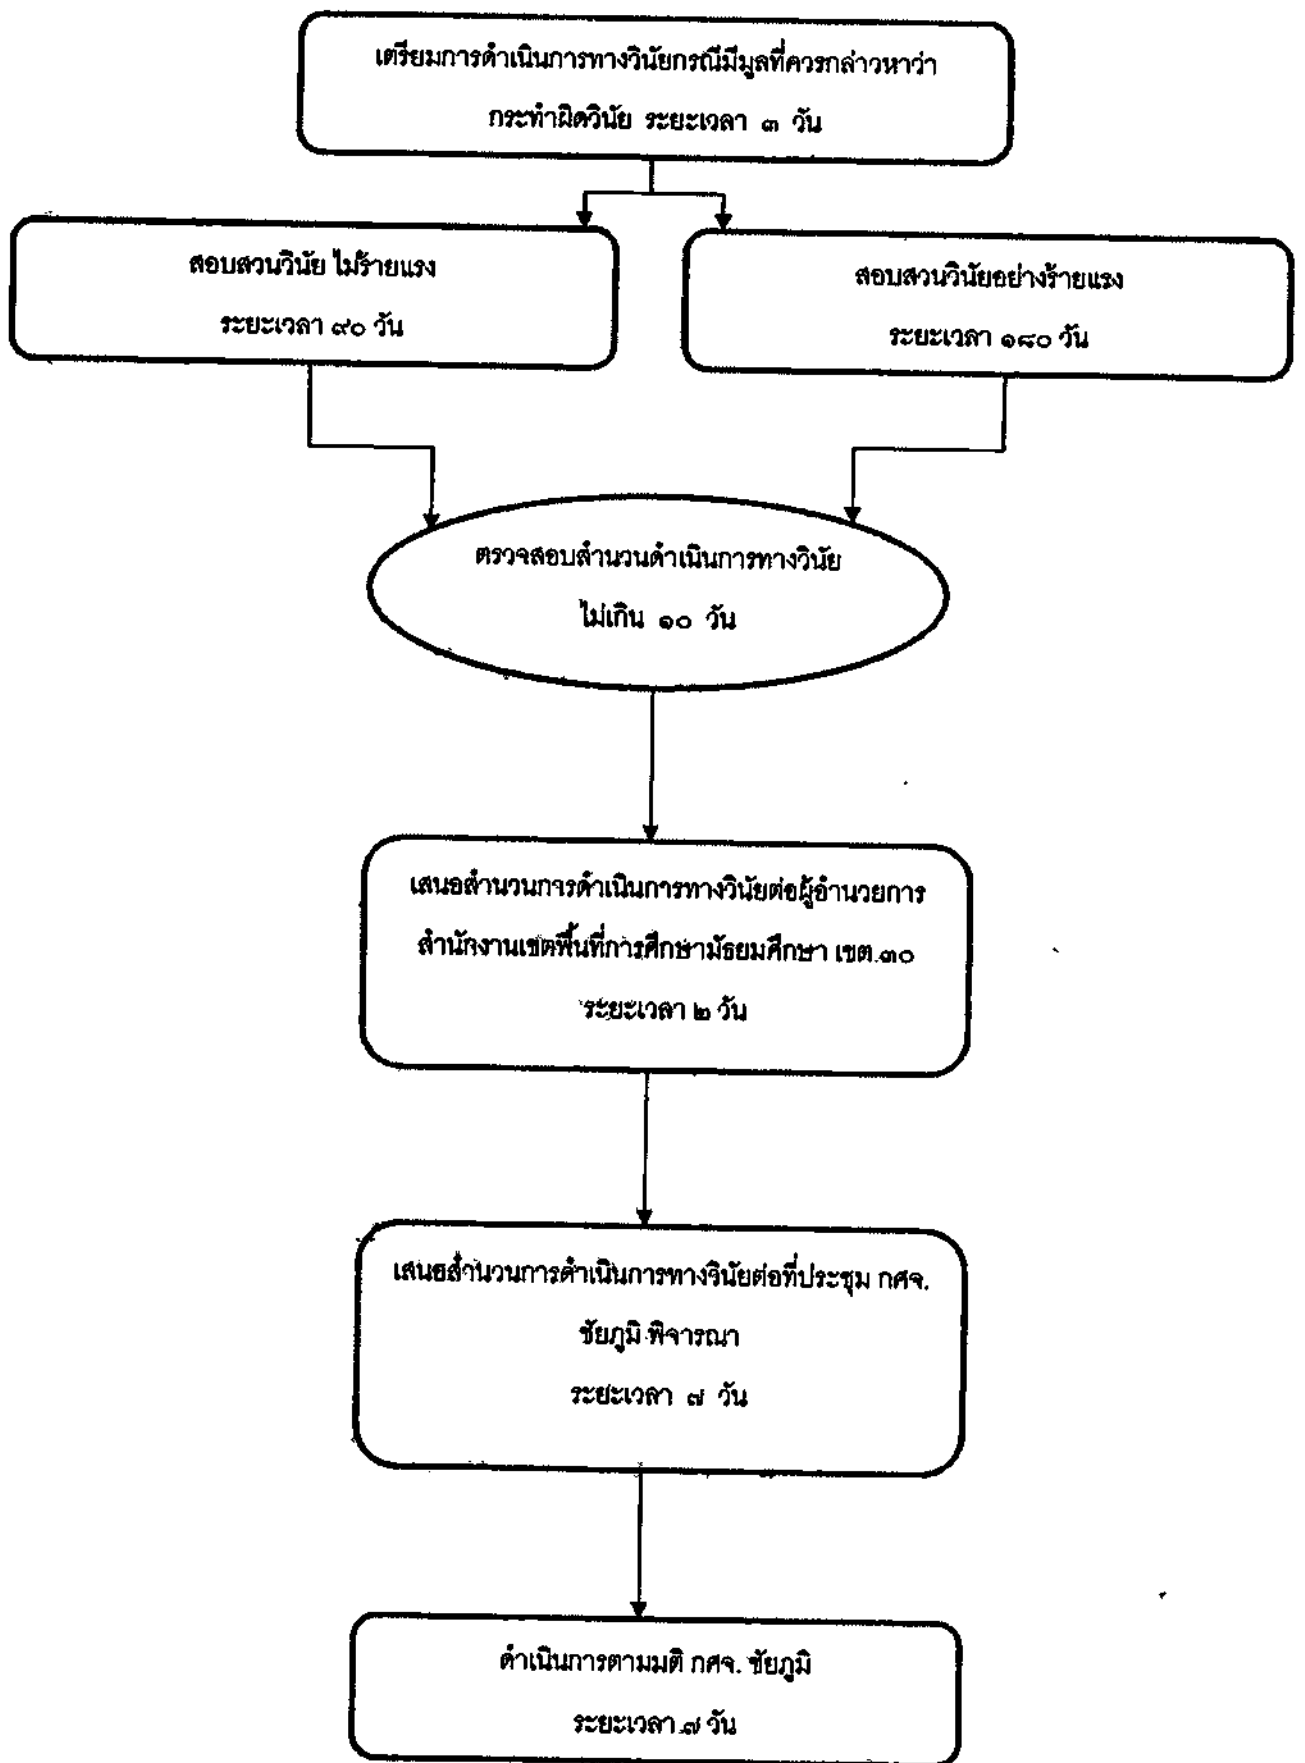 เตรียมการดำเนินการทางวินัยกรณีมีมูลที่ควรกล่าวหาว่า
กระทำผิดวินัย ระยะเวลา ๓ วัน
สอบสวนวินัย ไม่ร้ายแรง
ระยะเวลา ๙๐ วัน
สอบสวนวินัยอย่างร้ายแรง
ระยะเวลา ๑๘๐ วัน
ตรวจสอบสำนวนดำเนินการทางวินัย
ไม่เกิน ๑๐ วัน
เสนอสำนวนการดำเนินการทางวินัยต่อผู้อำนวยการ
สำนักงานเขตพื้นที่การศึกษามัธยมศึกษา เขต ๓๐
ระยะเวลา ๒ วัน
เสนอสำนวนการดำเนินการทางวินัยต่อที่ประชุม กศจ.
ชัยภูมิ พิจารณา
ระยะเวลา ๗ วัน
ดำเนินการตามมติ กศจ. ชัยภูมิ
ระยะเวลา ๗ วัน